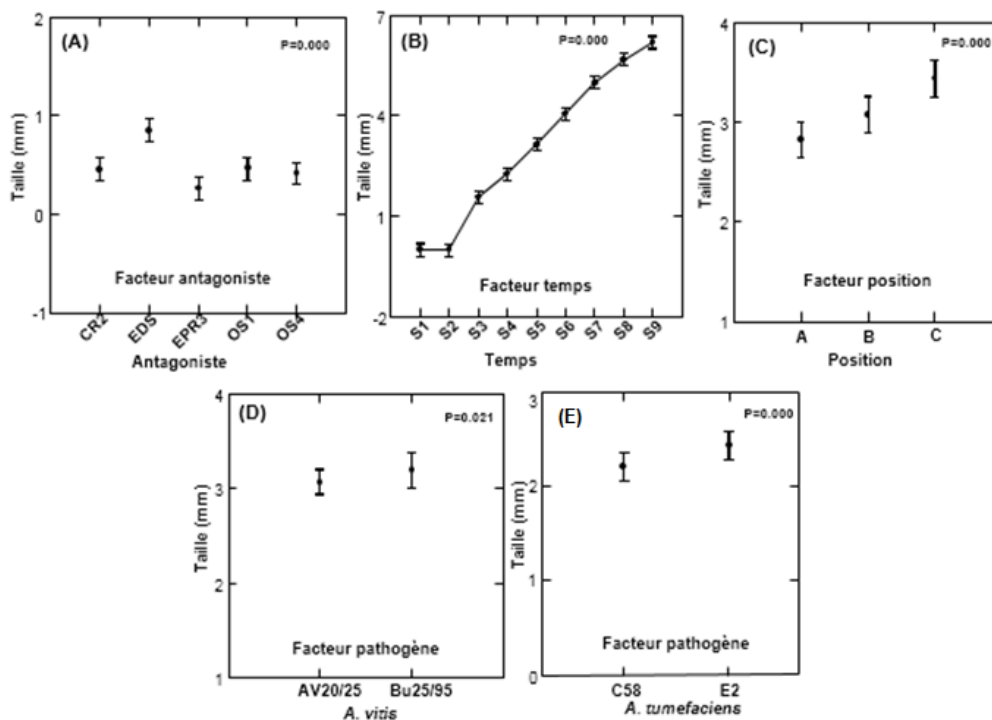 (A)
P=0.000
2
1
0
-1
Taille (mm)
Facteur antagoniste
CR2 EDS EPR3 OS1 OS4
Antagoniste
(B)
P=0.000
7
4
1
-2
Taille (mm)
Facteur temps
S1 S2 S3 S4 S5 S6 S7 S8 S9
Temps
(C)
P=0.000
4
3
2
1
Taille (mm)
Facteur position
A B C
Position
(D)
P=0.021
4
3
2
1
Taille (mm)
Facteur pathogène
AV20/25 Bu25/95
A. vitis
(E)
P=0.000
3
2
1
0
Taille (mm)
Facteur pathogène
C58 E2
A. tumefaciens